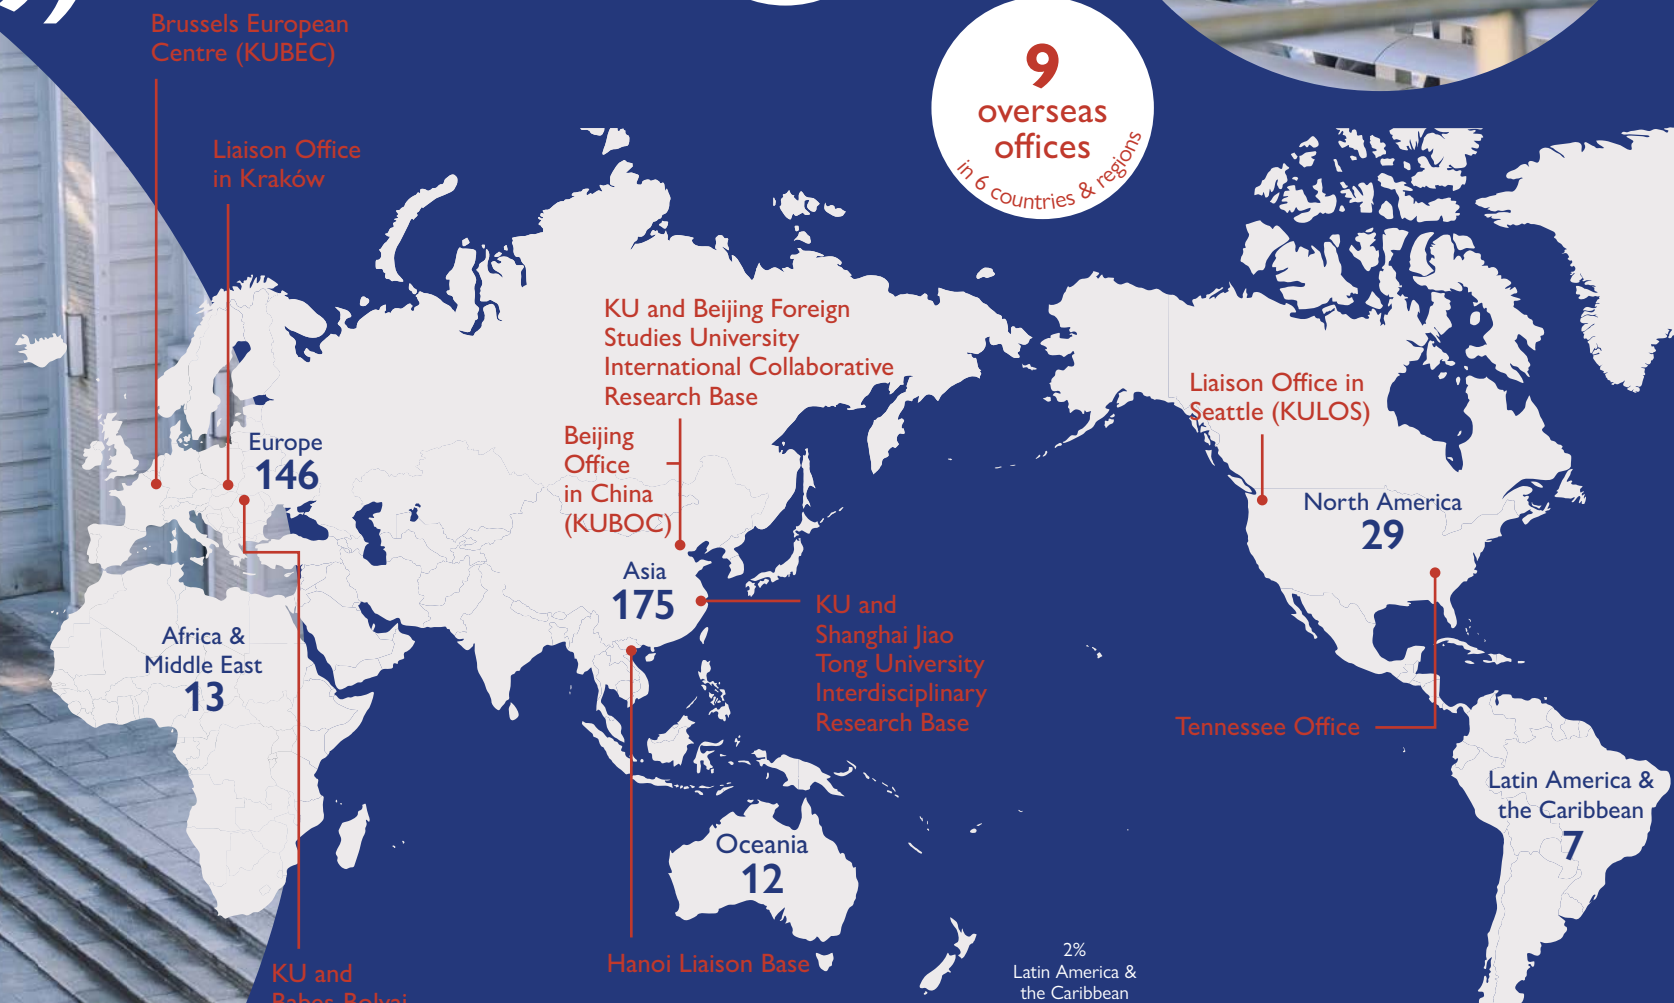 Brussels European
Centre (KUBEC)
9
overseas
offices
in 6 countries & regions
Liaison Office
in Kraków
KU and Beijing Foreign
Studies University
International Collaborative
Research Base
Beijing
Office
in China
(KUBOC)
Liaison Office in
Seattle (KULOS)
Europe
146
North America
29
Asia
175
KU and
Shanghai Jiao
Tong University
Interdisciplinary
Research Base
Africa &
Middle East
13
Tennessee Office
Latin America &
the Caribbean
7
Oceania
12
Hanoi Liaison Base
2%
Latin America &
the Caribbean
KU and
Babes-Bolyai